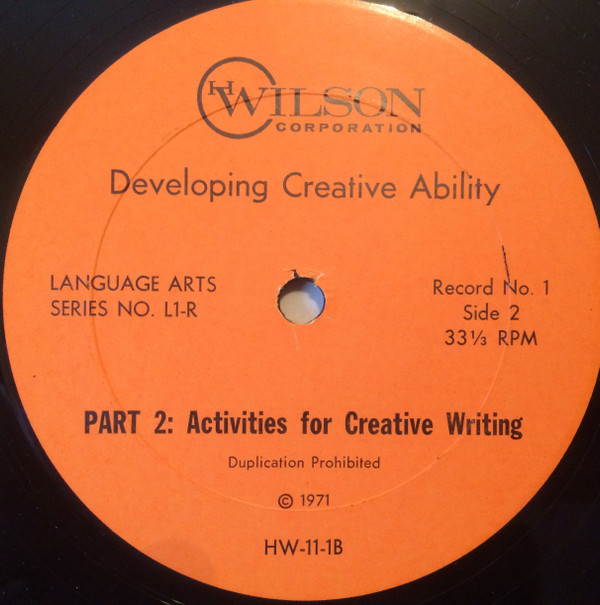 H WILSON
CORPORATION
Developing Creative Ability
LANGUAGE ARTS
SERIES NO. L1-R
Record No. 1
Side 2
33⅓ RPM
PART 2: Activities for Creative Writing
Duplication Prohibited
© 1971
HW-11-1B